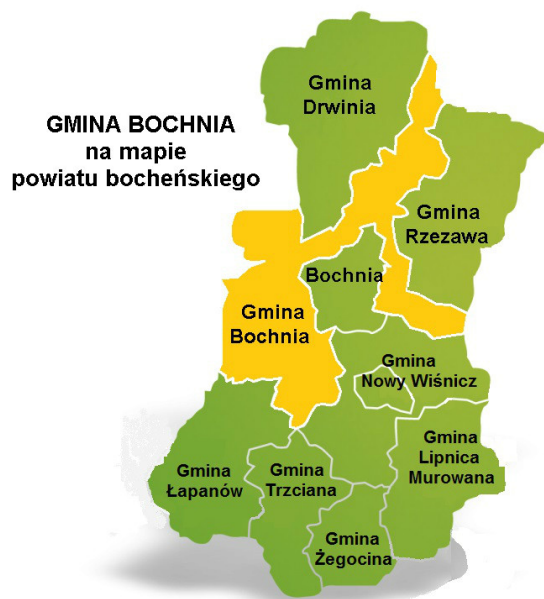 GMINA BOCHNIA
na mapie
powiatu bocheńskiego
Gmina
Drwinia
Gmina
Rzezawa
Bochnia
Gmina
Bochnia
Gmina
Nowy Wiśnicz
Gmina
Lipnica
Murowana
Gmina
Łapanów
Gmina
Trzciana
Gmina
Żegocina